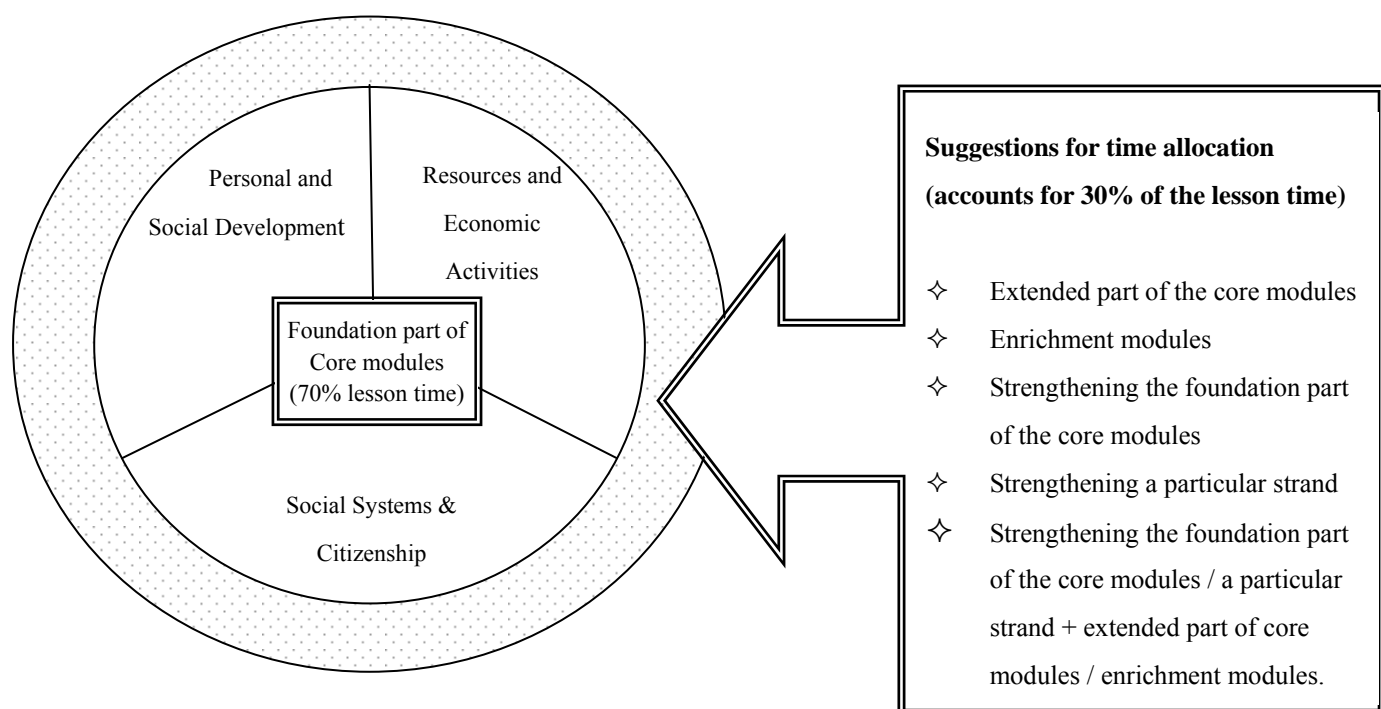 Personal and
Social Development
Resources and
Economic
Activities
Foundation part of
Core modules
(70% lesson time)
Social Systems &
Citizenship
Suggestions for time allocation
(accounts for 30% of the lesson time)
✧ Extended part of the core modules
✧ Enrichment modules
✧ Strengthening the foundation part
of the core modules
✧ Strengthening a particular strand
✧ Strengthening the foundation part
of the core modules / a particular
strand + extended part of core
modules / enrichment modules.